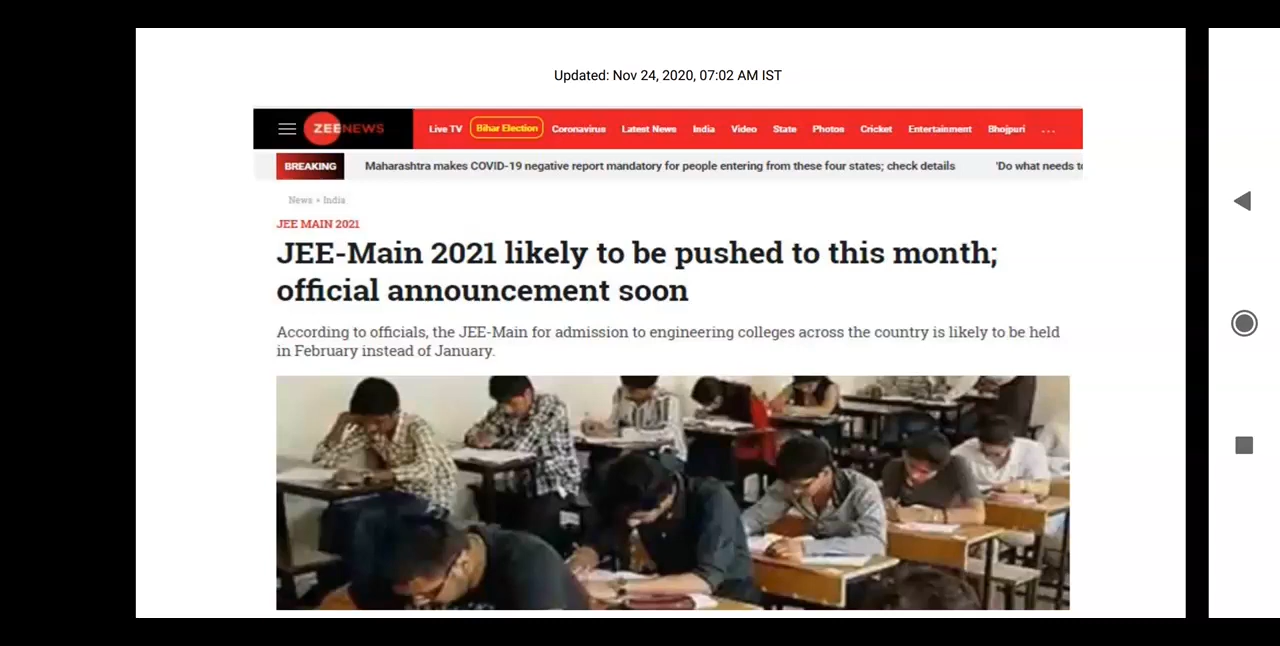 Updated: Nov 24, 2020, 07:02 AM IST
ZEENEWS Live TV Bihar Election Coronavirus Latest News India Video State Photos Cricket Entertainment Bhojpuri ...
BREAKING Maharashtra makes COVID-19 negative report mandatory for people entering from these four states; check details 'Do what needs to
News • India
JEE MAIN 2021
JEE-Main 2021 likely to be pushed to this month;
official announcement soon
According to officials, the JEE-Main for admission to engineering colleges across the country is likely to be held
in February instead of January.